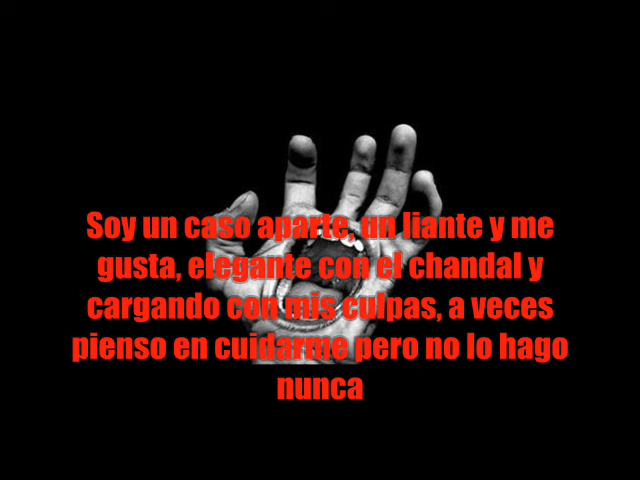 Soy un caso aparte, un liante y me
gusta, elegante con el chandal y
cargando con mis culpas, a veces
pienso en cuidarme pero no lo hago
nunca